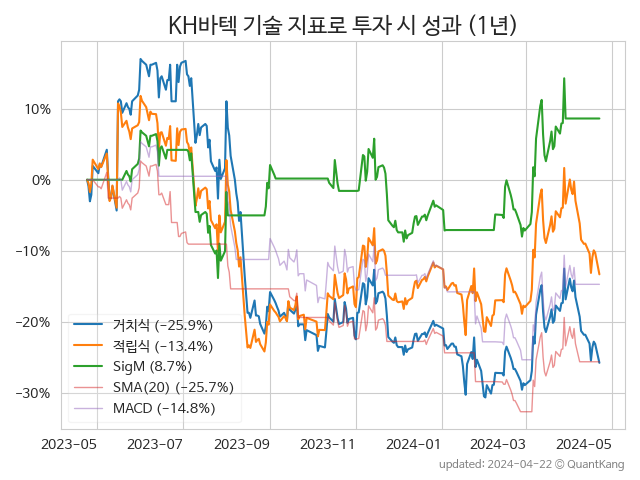 KH바텍 기술 지표로 투자 시 성과 (1년)
10%
0%
−10%
−20%
−30%
거치식 (−25.9%)
적립식 (−13.4%)
SigM (8.7%)
SMA(20) (−25.7%)
MACD (−14.8%)
2023−05
2023−07
2023−09
2023−11
2024−01
2024−03
2024−05
updated: 2024−04−22 © QuantKang